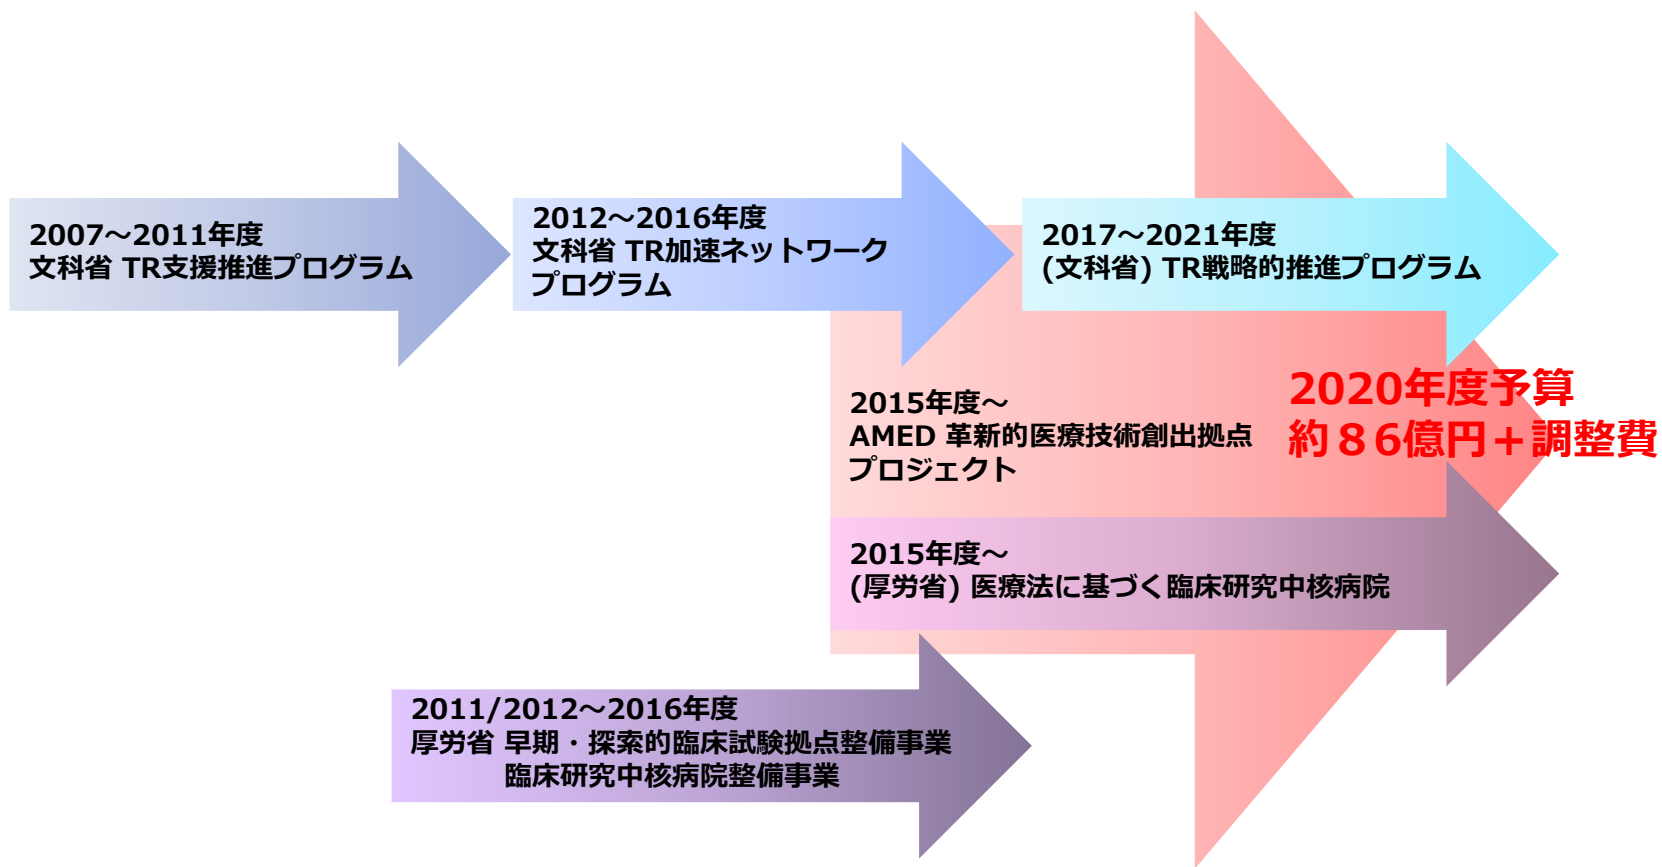 2007～2011年度
文科省 TR支援推進プログラム
2012～2016年度
文科省 TR加速ネットワーク
プログラム
2017～2021年度
(文科省) TR戦略的推進プログラム
2015年度～
AMED 革新的医療技術創出拠点
プロジェクト
2020年度予算
約８６億円＋調整費
2015年度～
(厚労省) 医療法に基づく臨床研究中核病院
2011/2012～2016年度
厚労省 早期・探索的臨床試験拠点整備事業
臨床研究中核病院整備事業